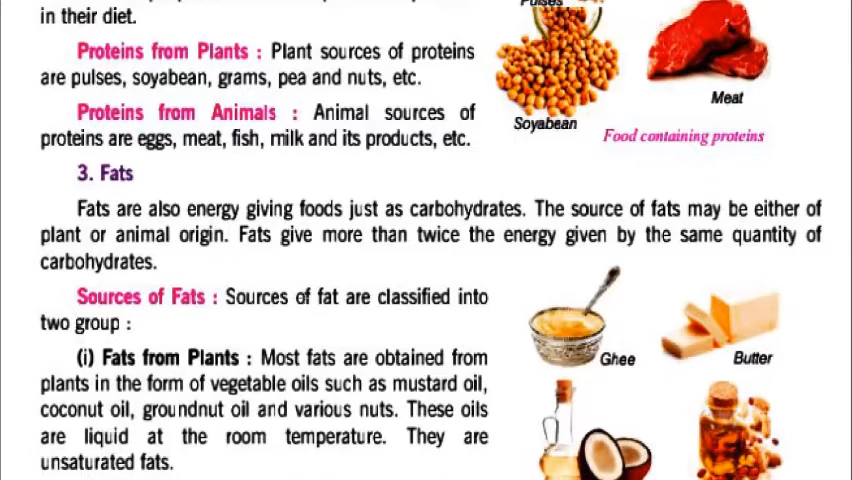 in their diet.
Pulses
Proteins from Plants : Plant sources of proteins
are pulses, soyabean, grams, pea and nuts, etc.
Meat
Proteins from Animals : Animal sources of
Soyabean
proteins are eggs, meat, fish, milk and its products, etc.
Food containing proteins
3. Fats
Fats are also energy giving foods just as carbohydrates. The source of fats may be either of
plant or animal origin. Fats give more than twice the energy given by the same quantity of
carbohydrates.
Sources of Fats : Sources of fat are classified into
two group :
(i) Fats from Plants : Most fats are obtained from
Ghee
Butter
plants in the form of vegetable oils such as mustard oil,
coconut oil, groundnut oil and various nuts. These oils
are liquid at the room temperature. They are
unsaturated fats.